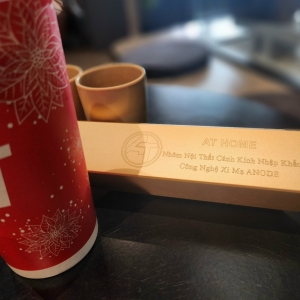 AT HOME
Nhôm Nội Thất Cánh Kính Nhập Khẩu
Công Nghệ Xi Mạ ANODE